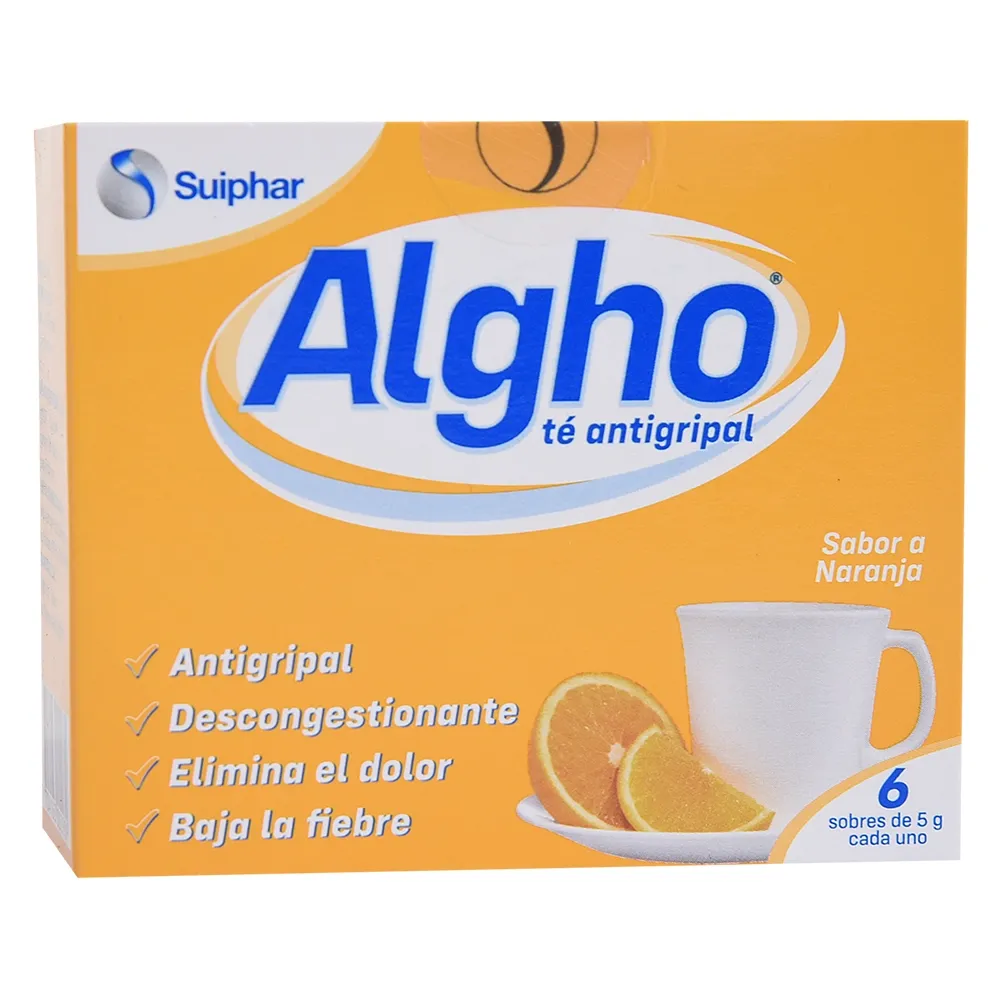 Suiphar
Algho®
té antigripal
Sabor a
Naranja
Antigripal
Descongestionante
Elimina el dolor
Baja la fiebre
6
sobres de 5 g
cada uno